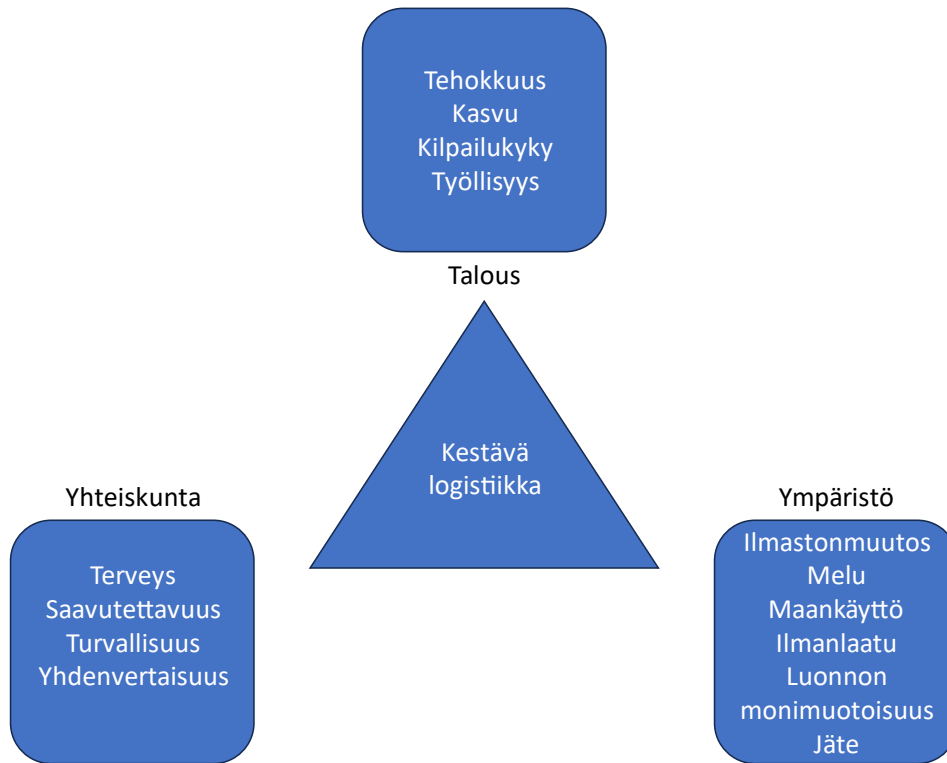 Tehokkuus
Kasvu
Kilpailukyky
Työllisyys
Talous
Kestävä
logistiikka
Yhteiskunta
Terveys
Saavutettavuus
Turvallisuus
Yhdenvertaisuus
Ympäristö
Ilmastonmuutos
Melu
Maankäyttö
Ilmanlaatu
Luonnon
monimuotoisuus
Jäte